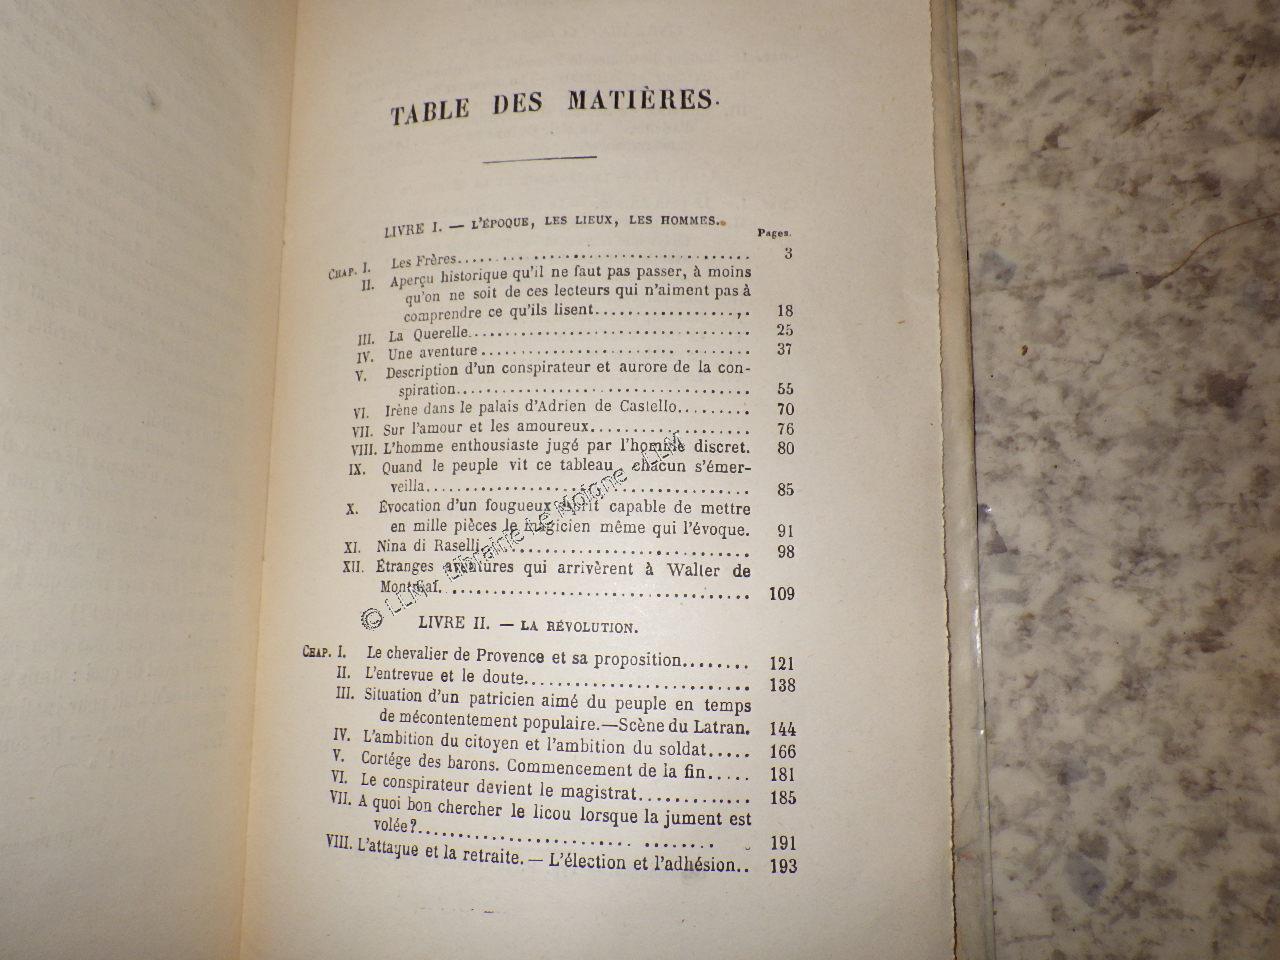 TABLE DES MATIÈRES.
LIVRE I. — L'ÉPOQUE, LES LIEUX, LES HOMMES.
Pages.
CHAP. I. Les Frères........................................ 3
II. Aperçu historique qu'il ne faut pas passer, à moins
qu'on ne soit de ces lecteurs qui n'aiment pas à
comprendre ce qu'ils lisent.................... 18
III. La Querelle.................................... 25
IV. Une aventure................................... 37
V. Description d'un conspirateur et aurore de la con-
spiration........................................ 55
VI. Irène dans le palais d'Adrien de Castello......... 70
VII. Sur l'amour et les amoureux.................... 76
VIII. L'homme enthousiaste jugé par l'homme discret. 80
IX. Quand le peuple vit ce tableau, chacun s'émer-
veilla.......................................... 85
X. Évocation d'un fougueux esprit capable de mettre
en mille pièces le magicien même qui l'évoque. 91
XI. Nina di Raselli................................ 98
XII. Étranges aventures qui arrivèrent à Walter de
Montréal........................................ 109
© LLM - Librairie Le Moigne - LLM
LIVRE II. — LA RÉVOLUTION.
CHAP. I. Le chevalier de Provence et sa proposition........ 121
II. L'entrevue et le doute............................ 138
III. Situation d'un patricien aimé du peuple en temps
de mécontentement populaire.—Scène du Latran. 144
IV. L'ambition du citoyen et l'ambition du soldat..... 166
V. Cortége des barons. Commencement de la fin..... 181
VI. Le conspirateur devient le magistrat............. 185
VII. A quoi bon chercher le licou lorsque la jument est
volée?........................................ 191
VIII. L'attaque et la retraite. — L'élection et l'adhésion.. 193